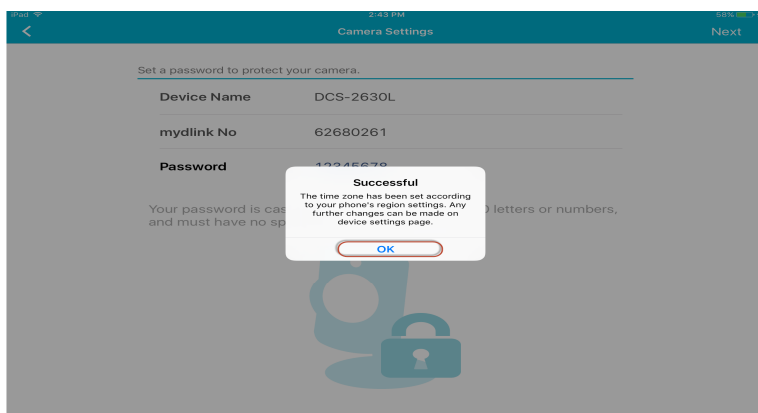 iPad 2:43 PM 58%
Camera Settings Next
Set a password to protect your camera.
Device Name DCS-2630L
mydlink No 62680261
Password 12345678
Successful
The time zone has been set according
to your phone's region settings. Any
further changes can be made on
device settings page.
Your password is cas letters or numbers,
and must have no sp
OK